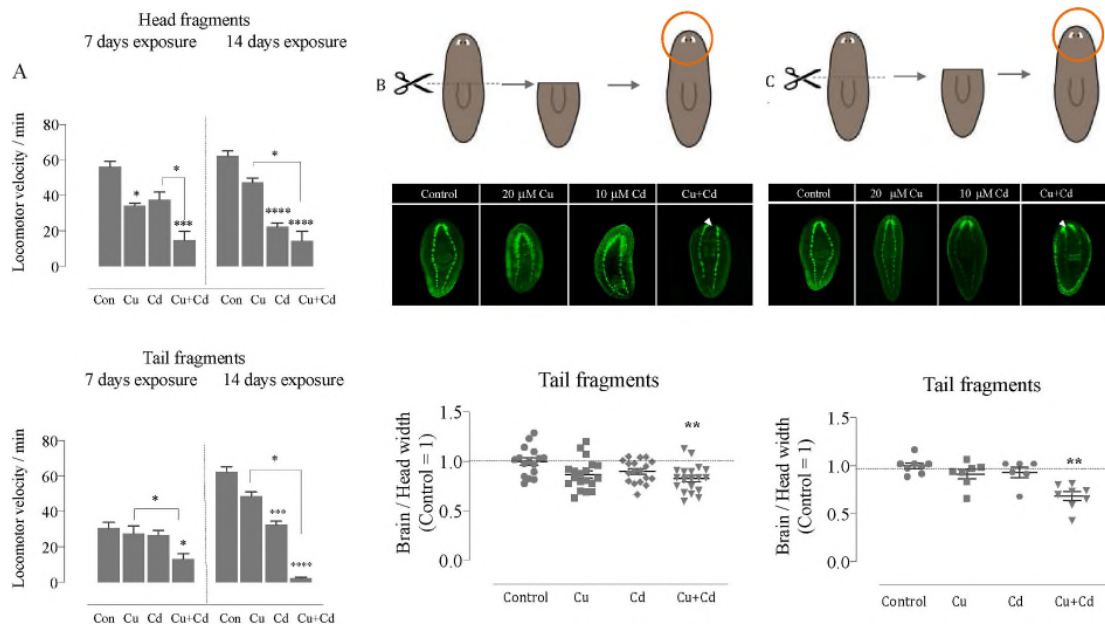 Head fragments
7 days exposure 14 days exposure
A
Locomotor velocity / min
80
60
40
20
0
*
*
***
*
****
****
Con Cu Cd Cu+Cd Con Cu Cd Cu+Cd
Tail fragments
7 days exposure 14 days exposure
Locomotor velocity / min
80
60
40
20
0
*
*
*
***
****
Con Cu Cd Cu+Cd Con Cu Cd Cu+Cd
B
Control 20 µM Cu 10 µM Cd Cu+Cd
Tail fragments
Brain / Head width
(Control = 1)
1.5
1.0
0.5
0.0
**
Control Cu Cd Cu+Cd
C
Control 20 µM Cu 10 µM Cd Cu+Cd
Tail fragments
Brain / Head width
(Control = 1)
1.5
1.0
0.5
0.0
**
Control Cu Cd Cu+Cd